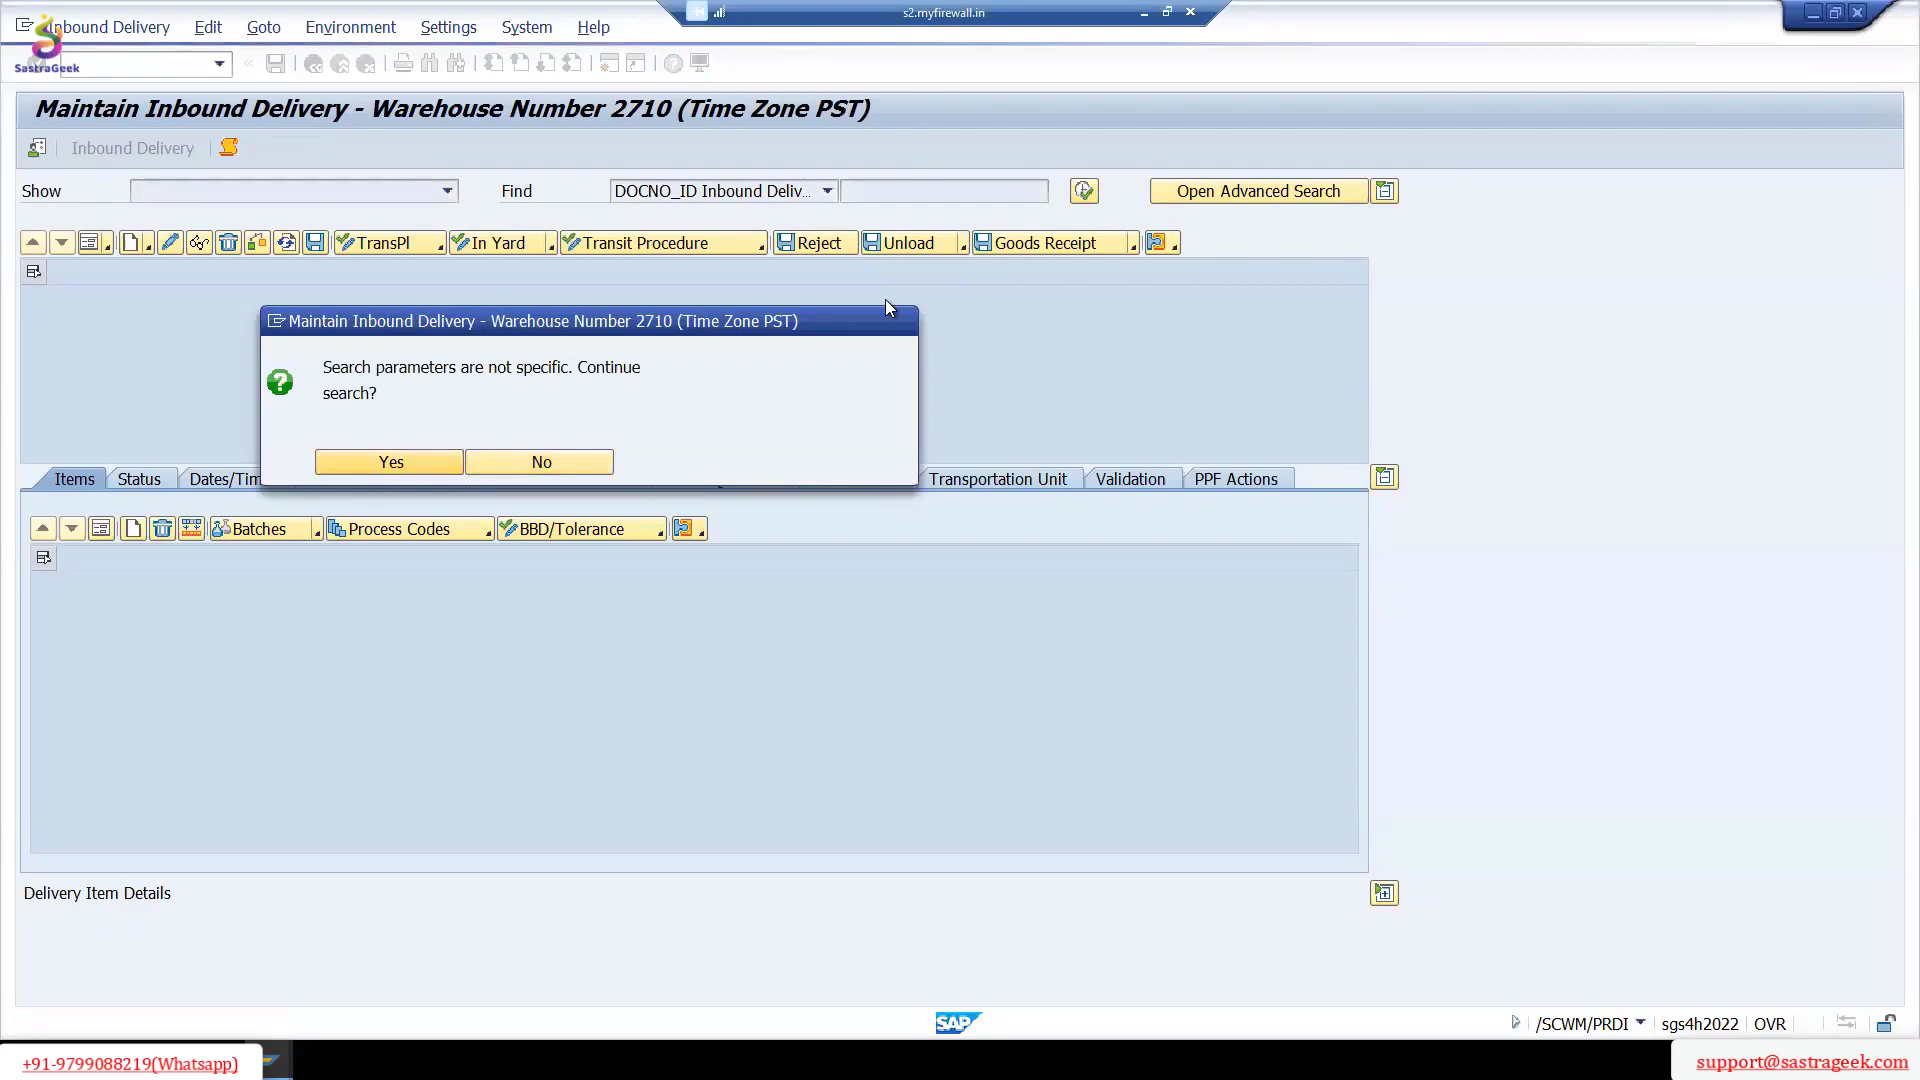 s2.myfirewall.in
Inbound Delivery Edit Goto Environment Settings System Help
SastraGeek
Maintain Inbound Delivery - Warehouse Number 2710 (Time Zone PST)
Inbound Delivery
Show Find DOCNO_ID Inbound Deliv... Open Advanced Search
TransPl In Yard Transit Procedure Reject Unload Goods Receipt
Maintain Inbound Delivery - Warehouse Number 2710 (Time Zone PST)
Search parameters are not specific. Continue
search?
Yes No
Items Status Dates/Tim Transportation Unit Validation PPF Actions
Batches Process Codes BBD/Tolerance
Delivery Item Details
SAP
/SCWM/PRDI sgs4h2022 OVR
+91-9799088219(Whatsapp)
support@sastrageek.com